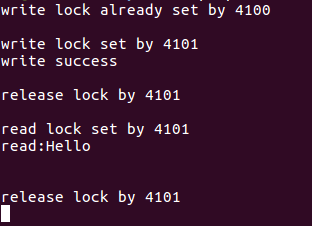 write lock already set by 4100
write lock set by 4101
write success
release lock by 4101
read lock set by 4101
read:Hello
release lock by 4101